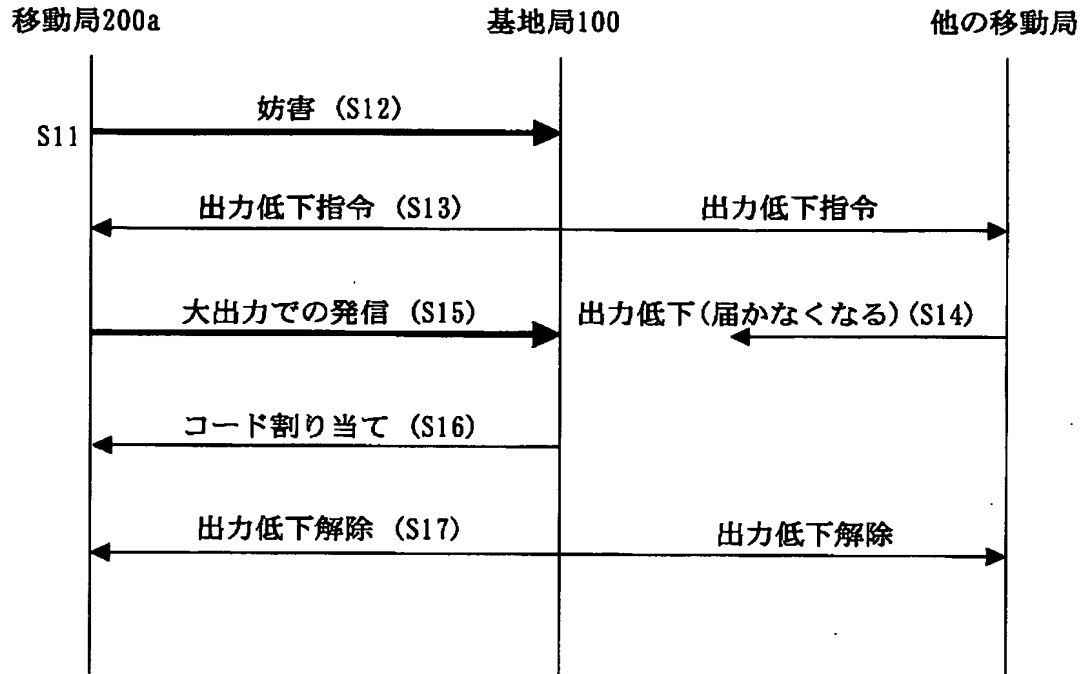 移動局200a 基地局100 他の移動局
妨害 (S12)
S11
出力低下指令 (S13) 出力低下指令
大出力での発信 (S15) 出力低下(届かなくなる)(S14)
コード割り当て (S16)
出力低下解除 (S17) 出力低下解除